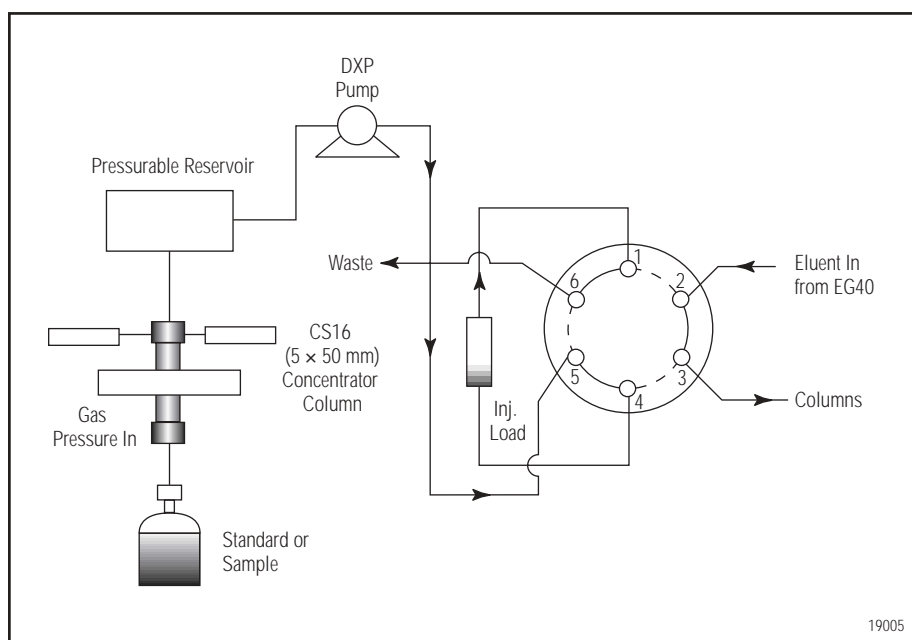 DXP
Pump
Pressurable Reservoir
Waste
1
6
2
Eluent In
from EG40
CS16
(5 × 50 mm)
Concentrator
Column
5
3
4
Inj.
Load
Columns
Gas
Pressure In
Standard or
Sample
19005